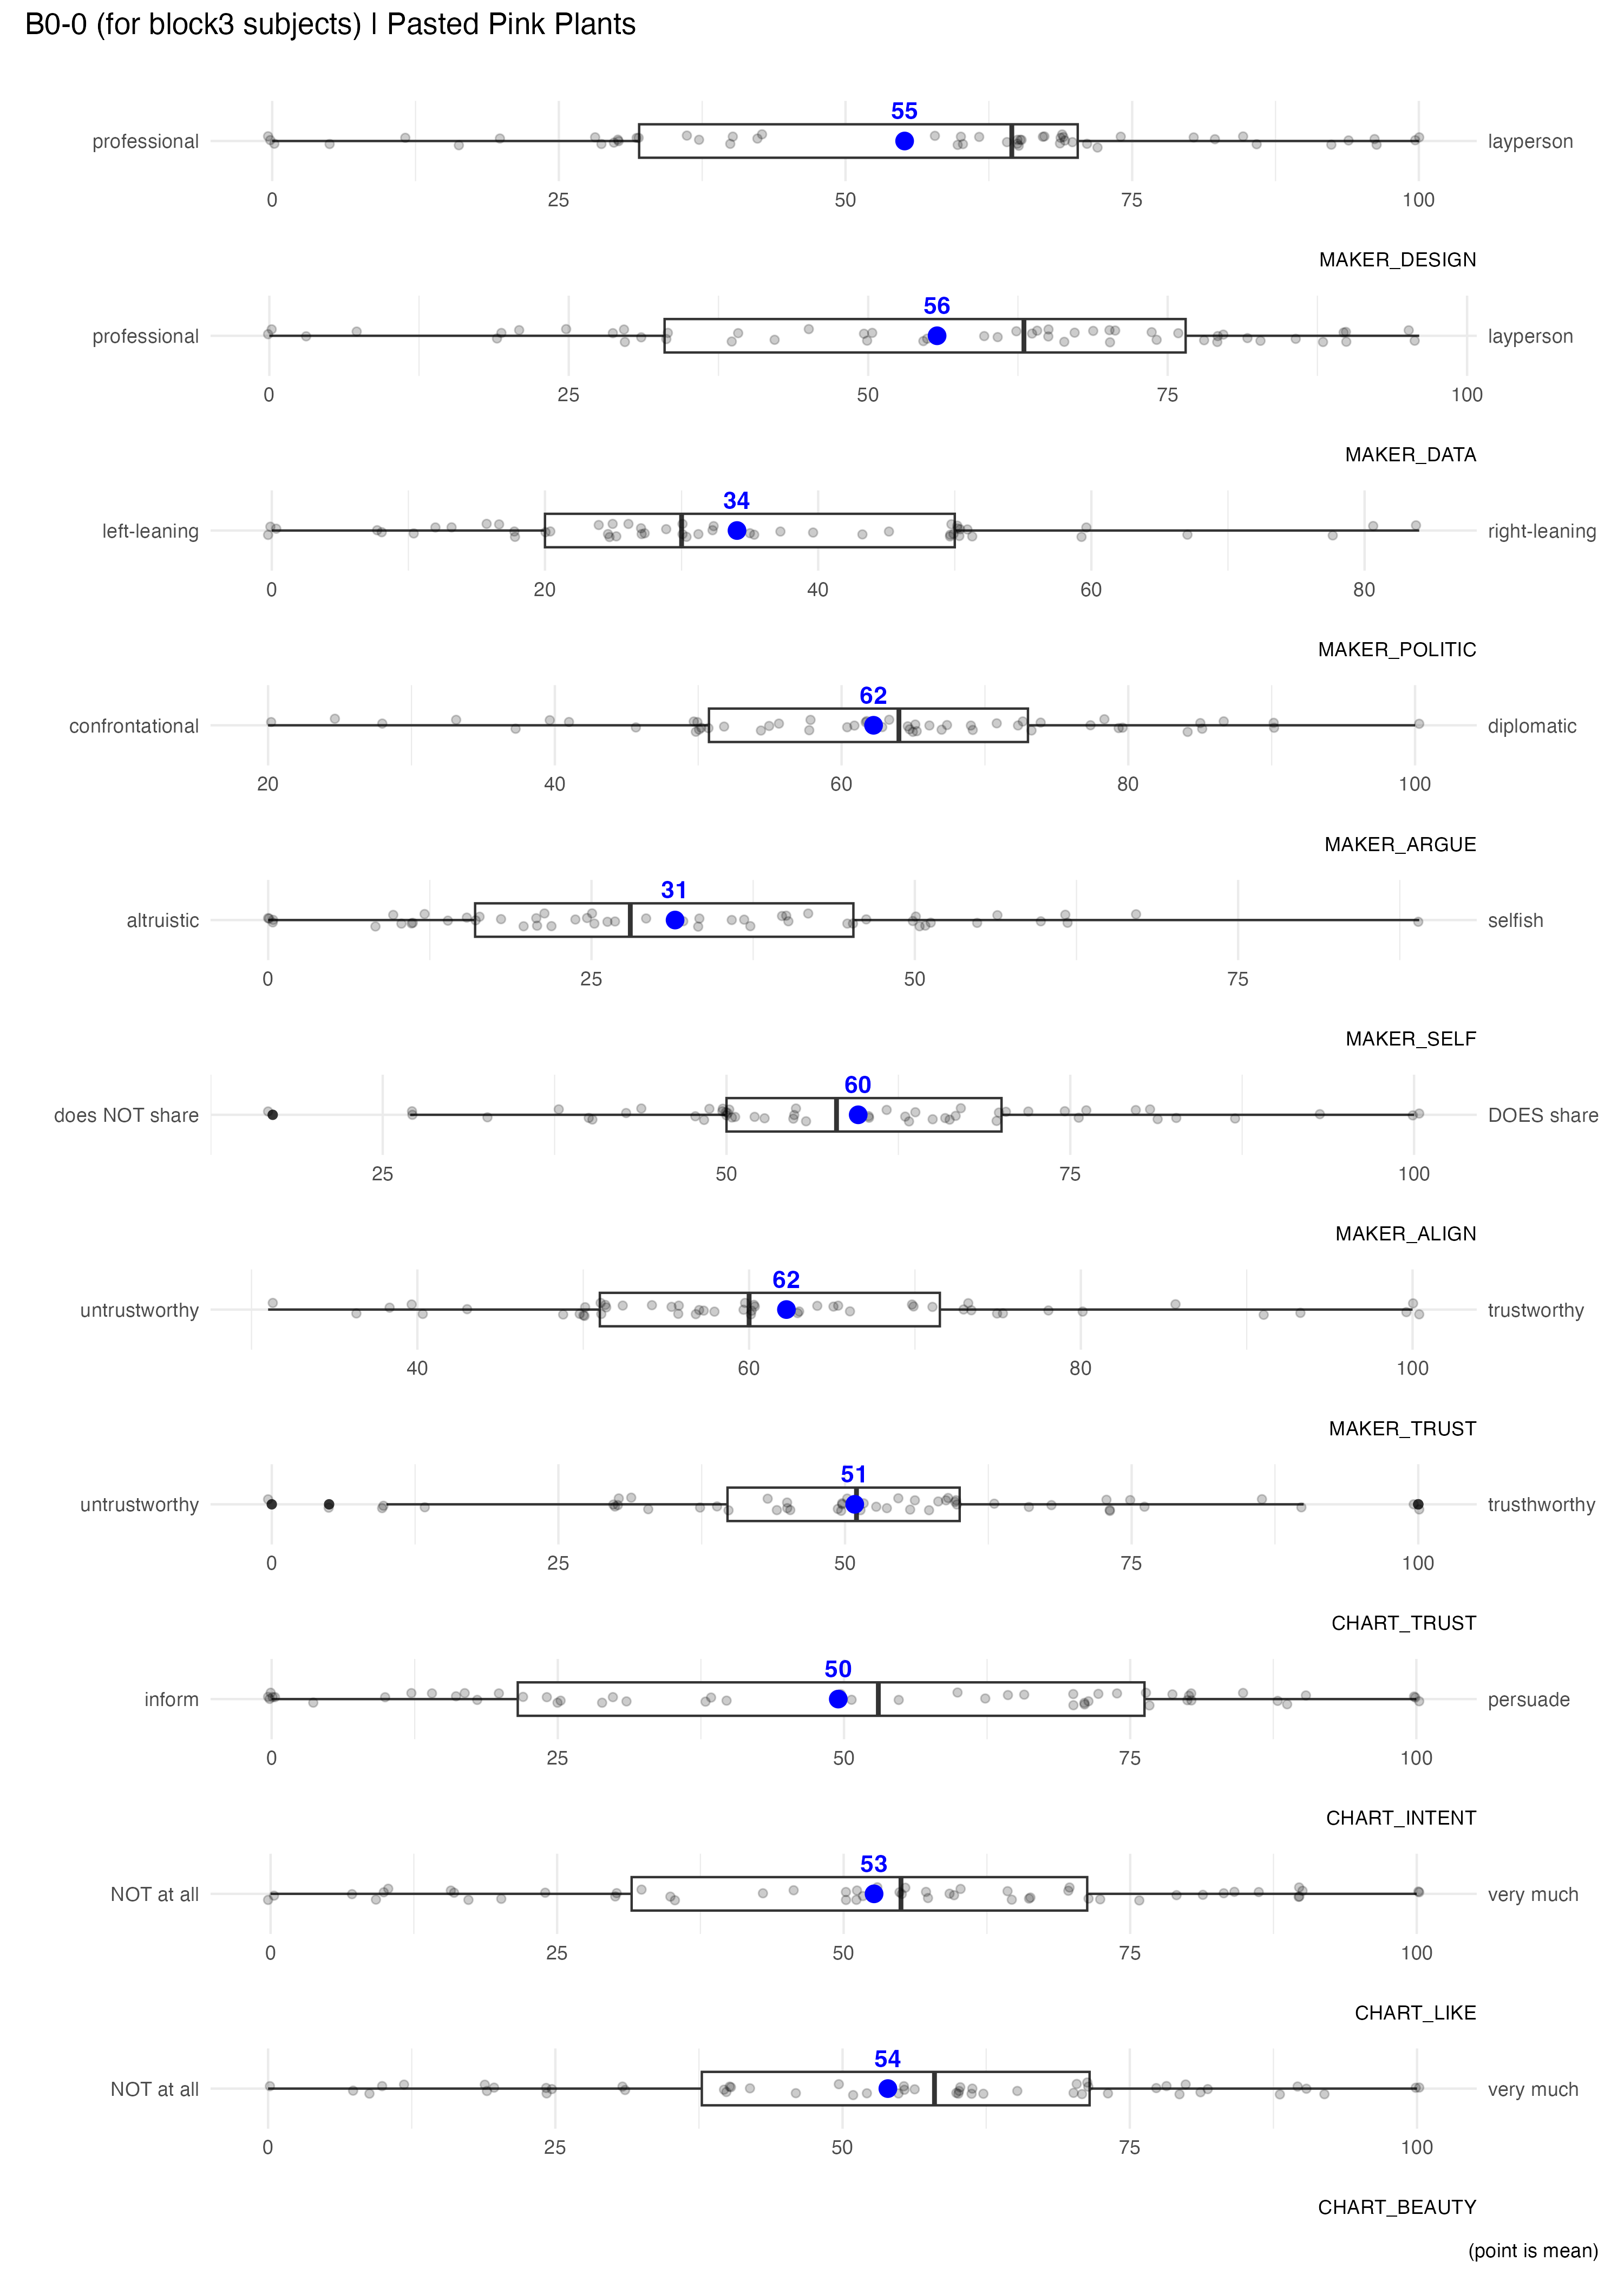 B0-0 (for block3 subjects) | Pasted Pink Plants
55
professional layperson
0 25 50 75 100
MAKER_DESIGN
56
professional layperson
0 25 50 75 100
MAKER_DATA
34
left-leaning right-leaning
0 20 40 60 80
MAKER_POLITIC
62
confrontational diplomatic
20 40 60 80 100
MAKER_ARGUE
31
altruistic selfish
0 25 50 75
MAKER_SELF
60
does NOT share DOES share
25 50 75 100
MAKER_ALIGN
62
untrustworthy trustworthy
40 60 80 100
MAKER_TRUST
51
untrustworthy trusthworthy
0 25 50 75 100
CHART_TRUST
50
inform persuade
0 25 50 75 100
CHART_INTENT
53
NOT at all very much
0 25 50 75 100
CHART_LIKE
54
NOT at all very much
0 25 50 75 100
CHART_BEAUTY
(point is mean)